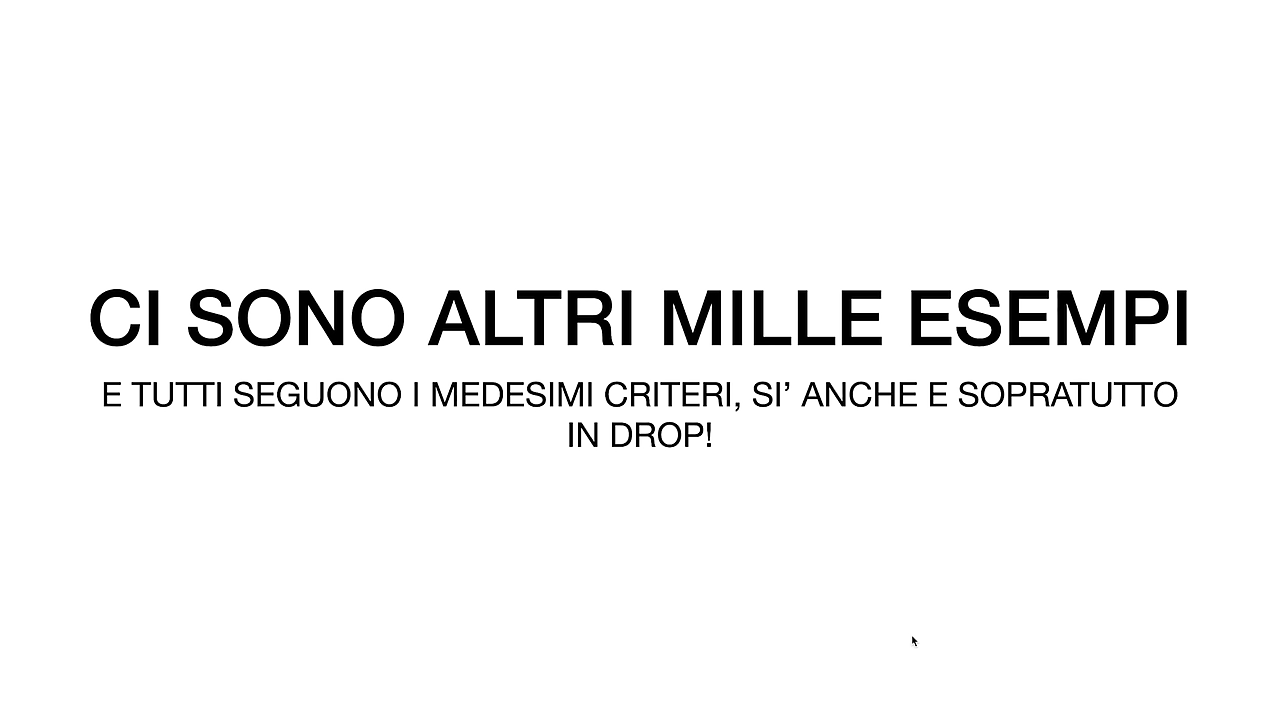 CI SONO ALTRI MILLE ESEMPI
E TUTTI SEGUONO I MEDESIMI CRITERI, SI’ ANCHE E SOPRATUTTO
IN DROP!